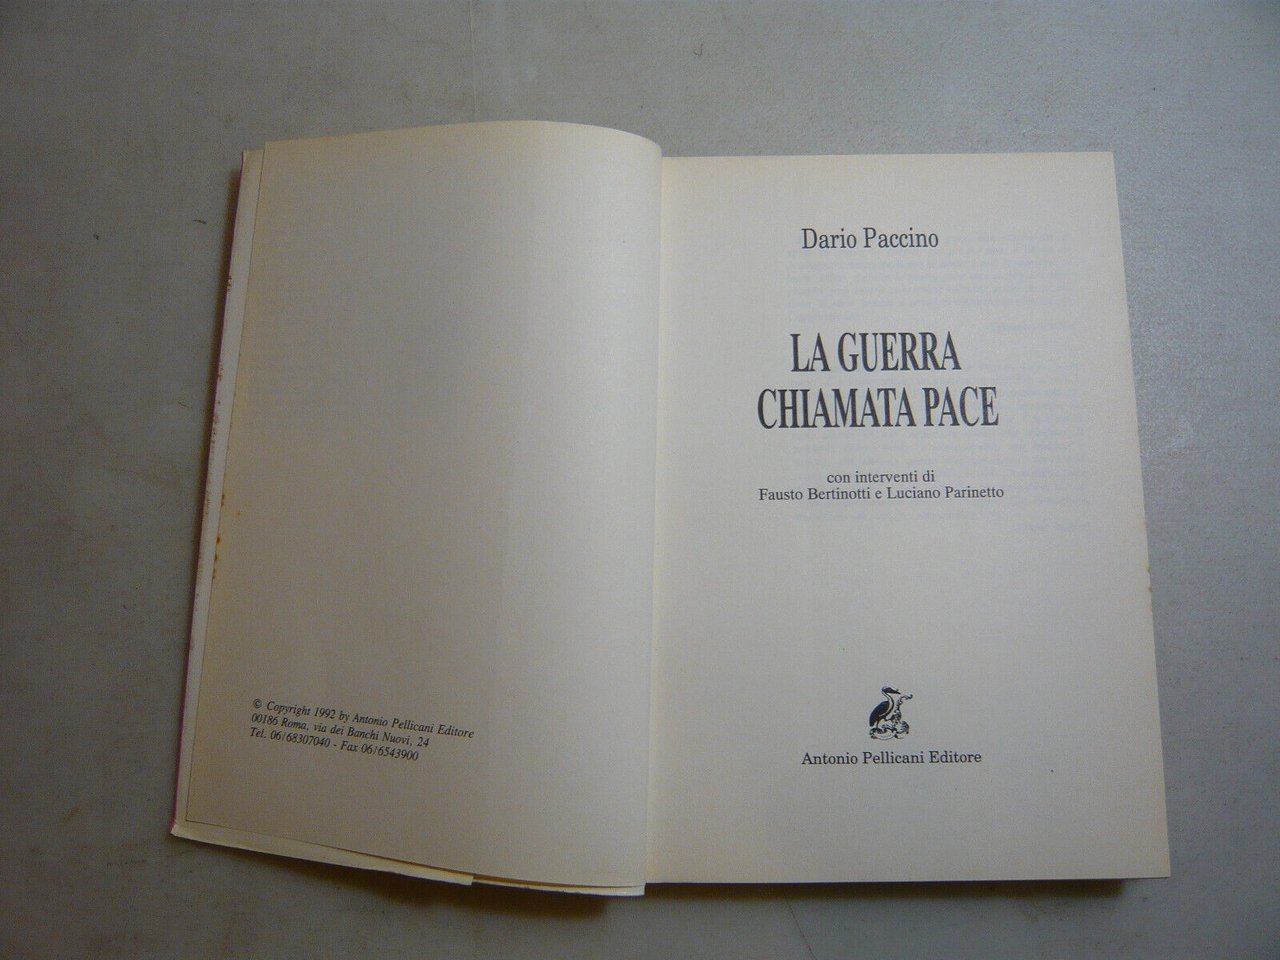 © Copyright 1992 by Antonio Pellicani Editore
00186 Roma, via dei Banchi Nuovi, 24
Tel. 06/68307040 - Fax 06/6543900
Dario Paccino
LA GUERRA
CHIAMATA PACE
con interventi di
Fausto Bertinotti e Luciano Parinetto
Antonio Pellicani Editore